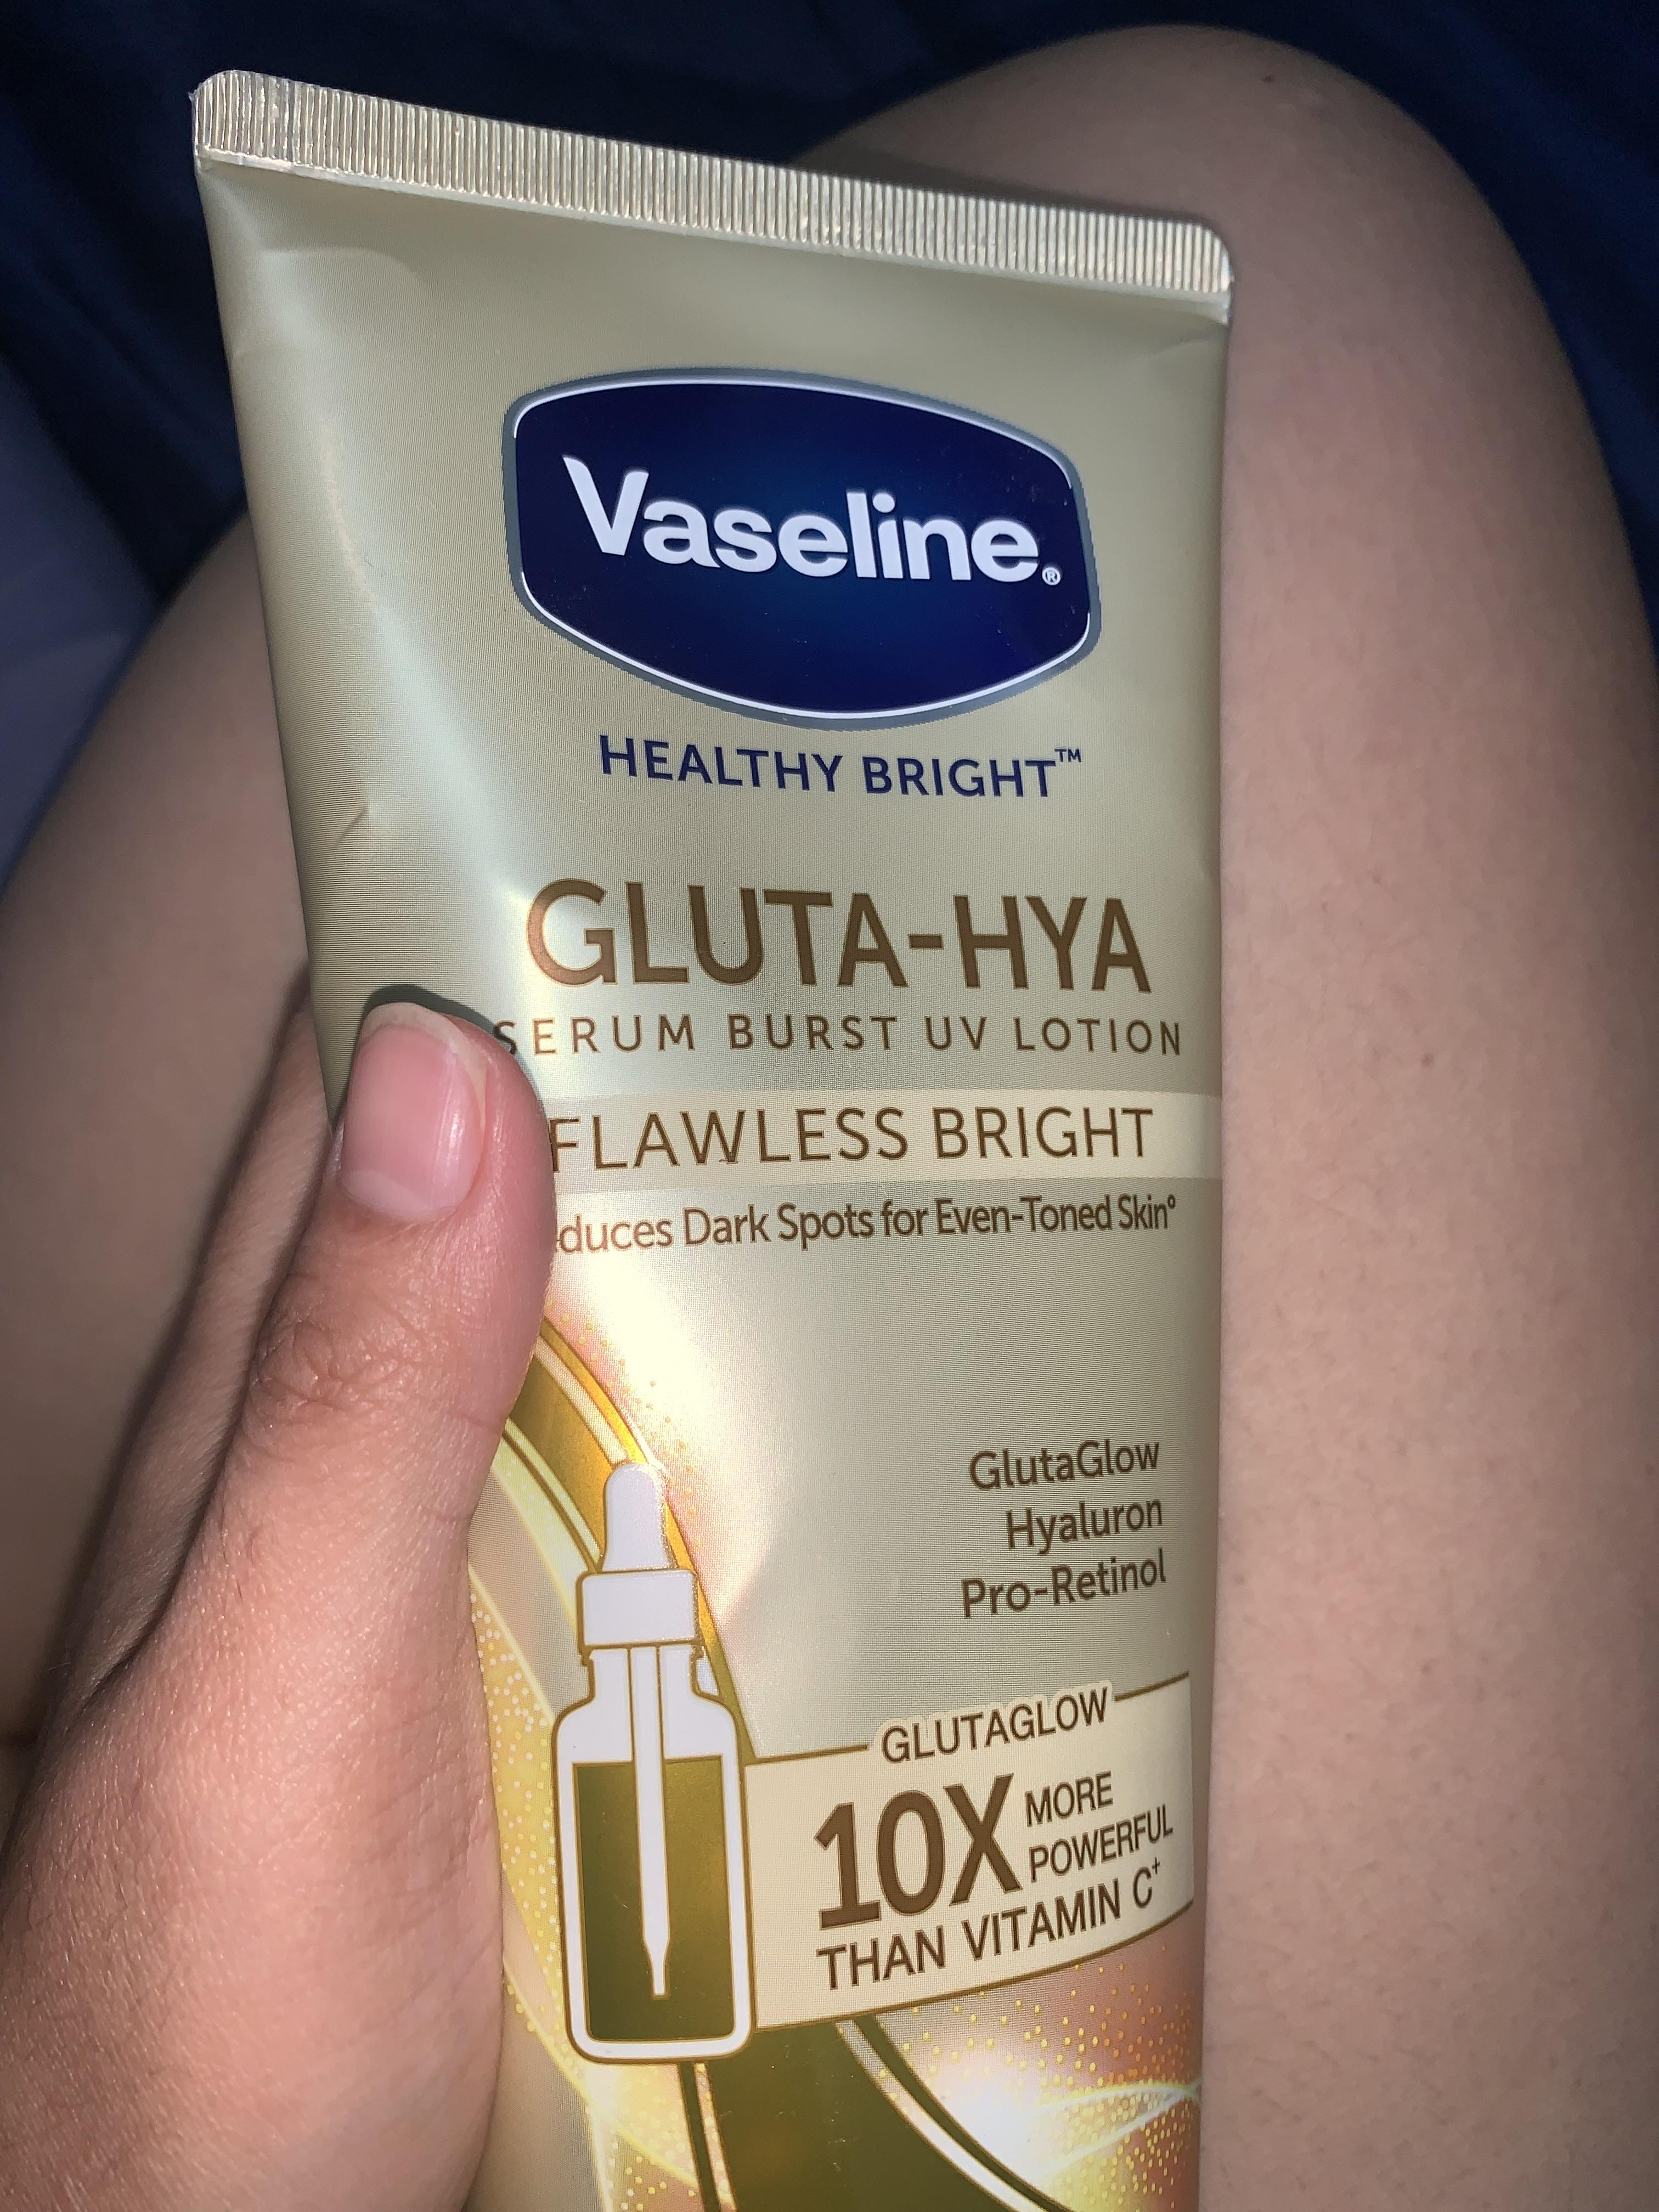 Vaseline®
HEALTHY BRIGHT™
GLUTA-HYA
SERUM BURST UV LOTION
FLAWLESS BRIGHT
duces Dark Spots for Even-Toned Skin°
GlutaGlow
Hyaluron
Pro-Retinol
GLUTAGLOW
10X MORE
POWERFUL
THAN VITAMIN C⁺